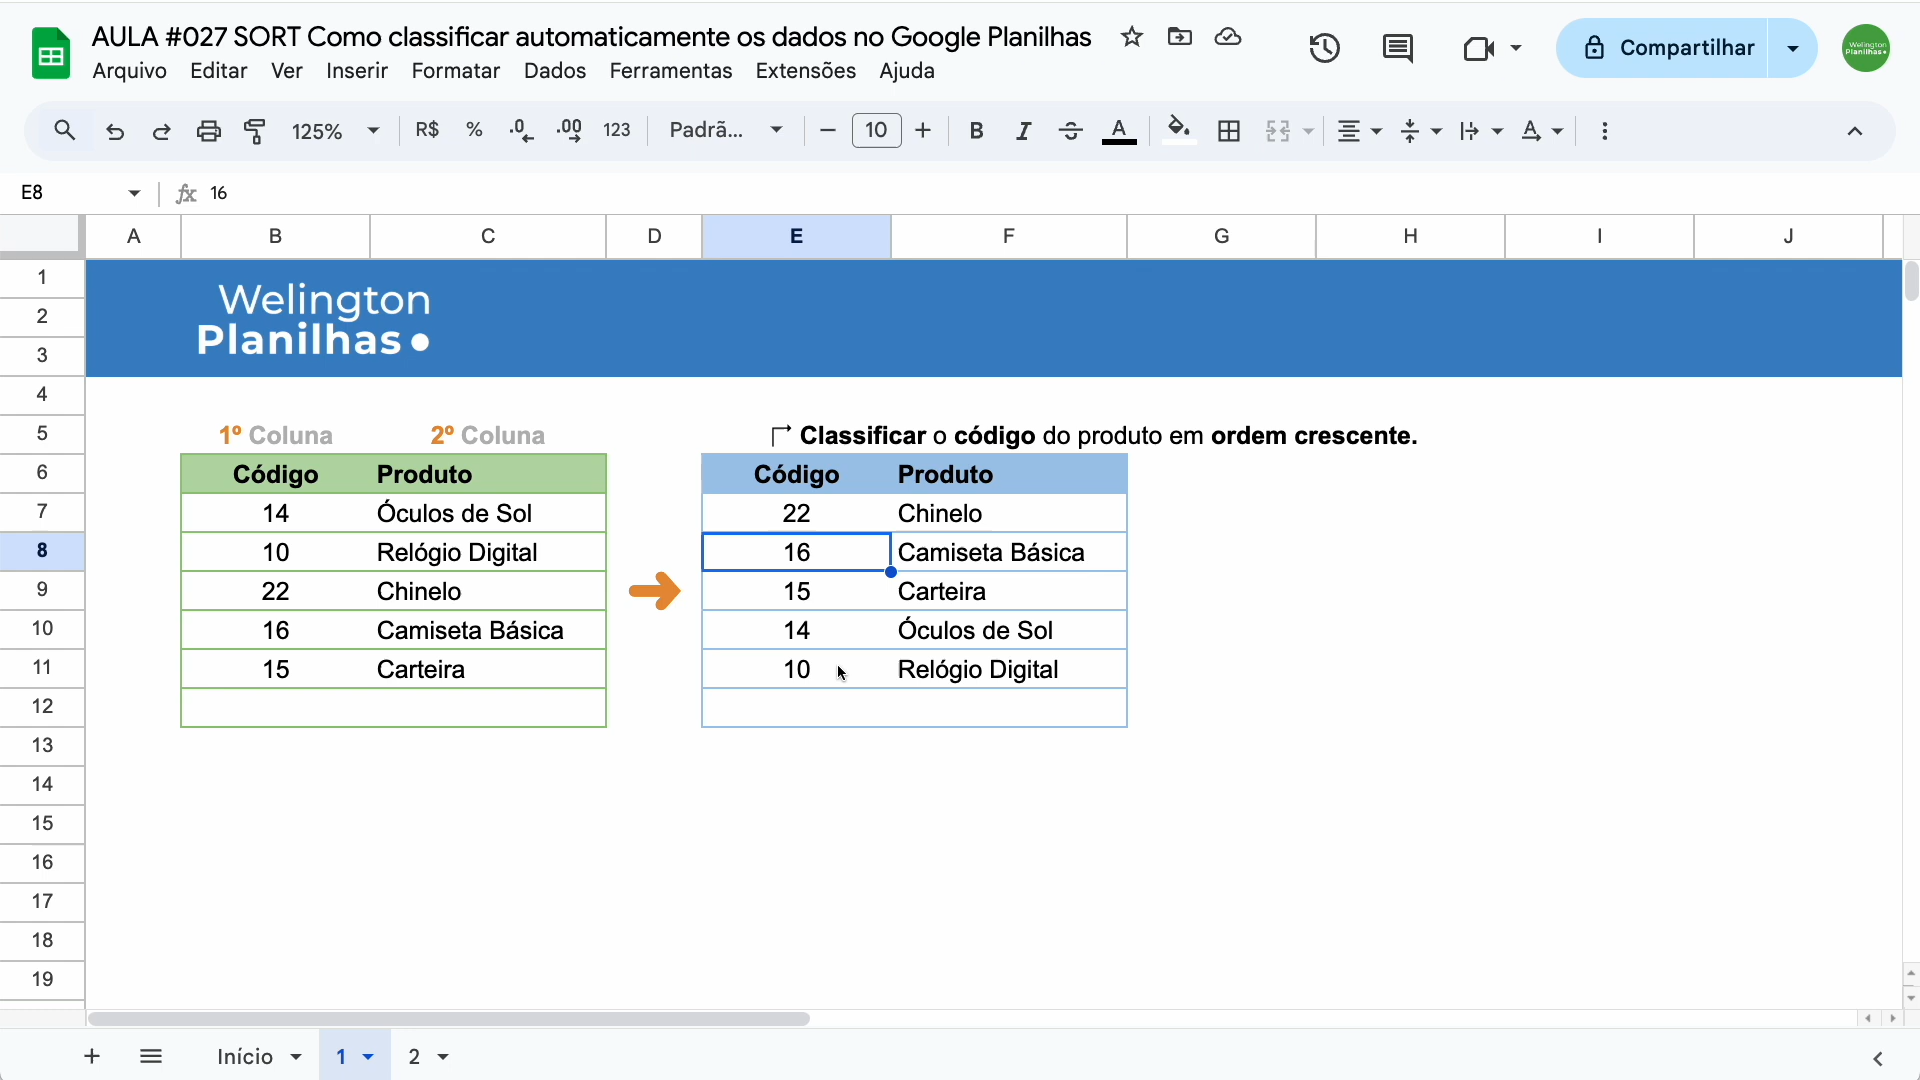 AULA #027 SORT Como classificar automaticamente os dados no Google Planilhas
Arquivo Editar Ver Inserir Formatar Dados Ferramentas Extensões Ajuda
Compartilhar
Welington
Planilhas
125% R$ % .0 .00 123 Padrã... 10 B I S A A
E8 fx 16
A B C D E F G H I J
1
2
3
Welington
Planilhas
4
5 1º Coluna 2º Coluna Classificar o código do produto em ordem crescente.
6 Código Produto Código Produto
7 14 Óculos de Sol 22 Chinelo
8 10 Relógio Digital 16 Camiseta Básica
9 22 Chinelo 15 Carteira
10 16 Camiseta Básica 14 Óculos de Sol
11 15 Carteira 10 Relógio Digital
12
13
14
15
16
17
18
19
Início 1 2